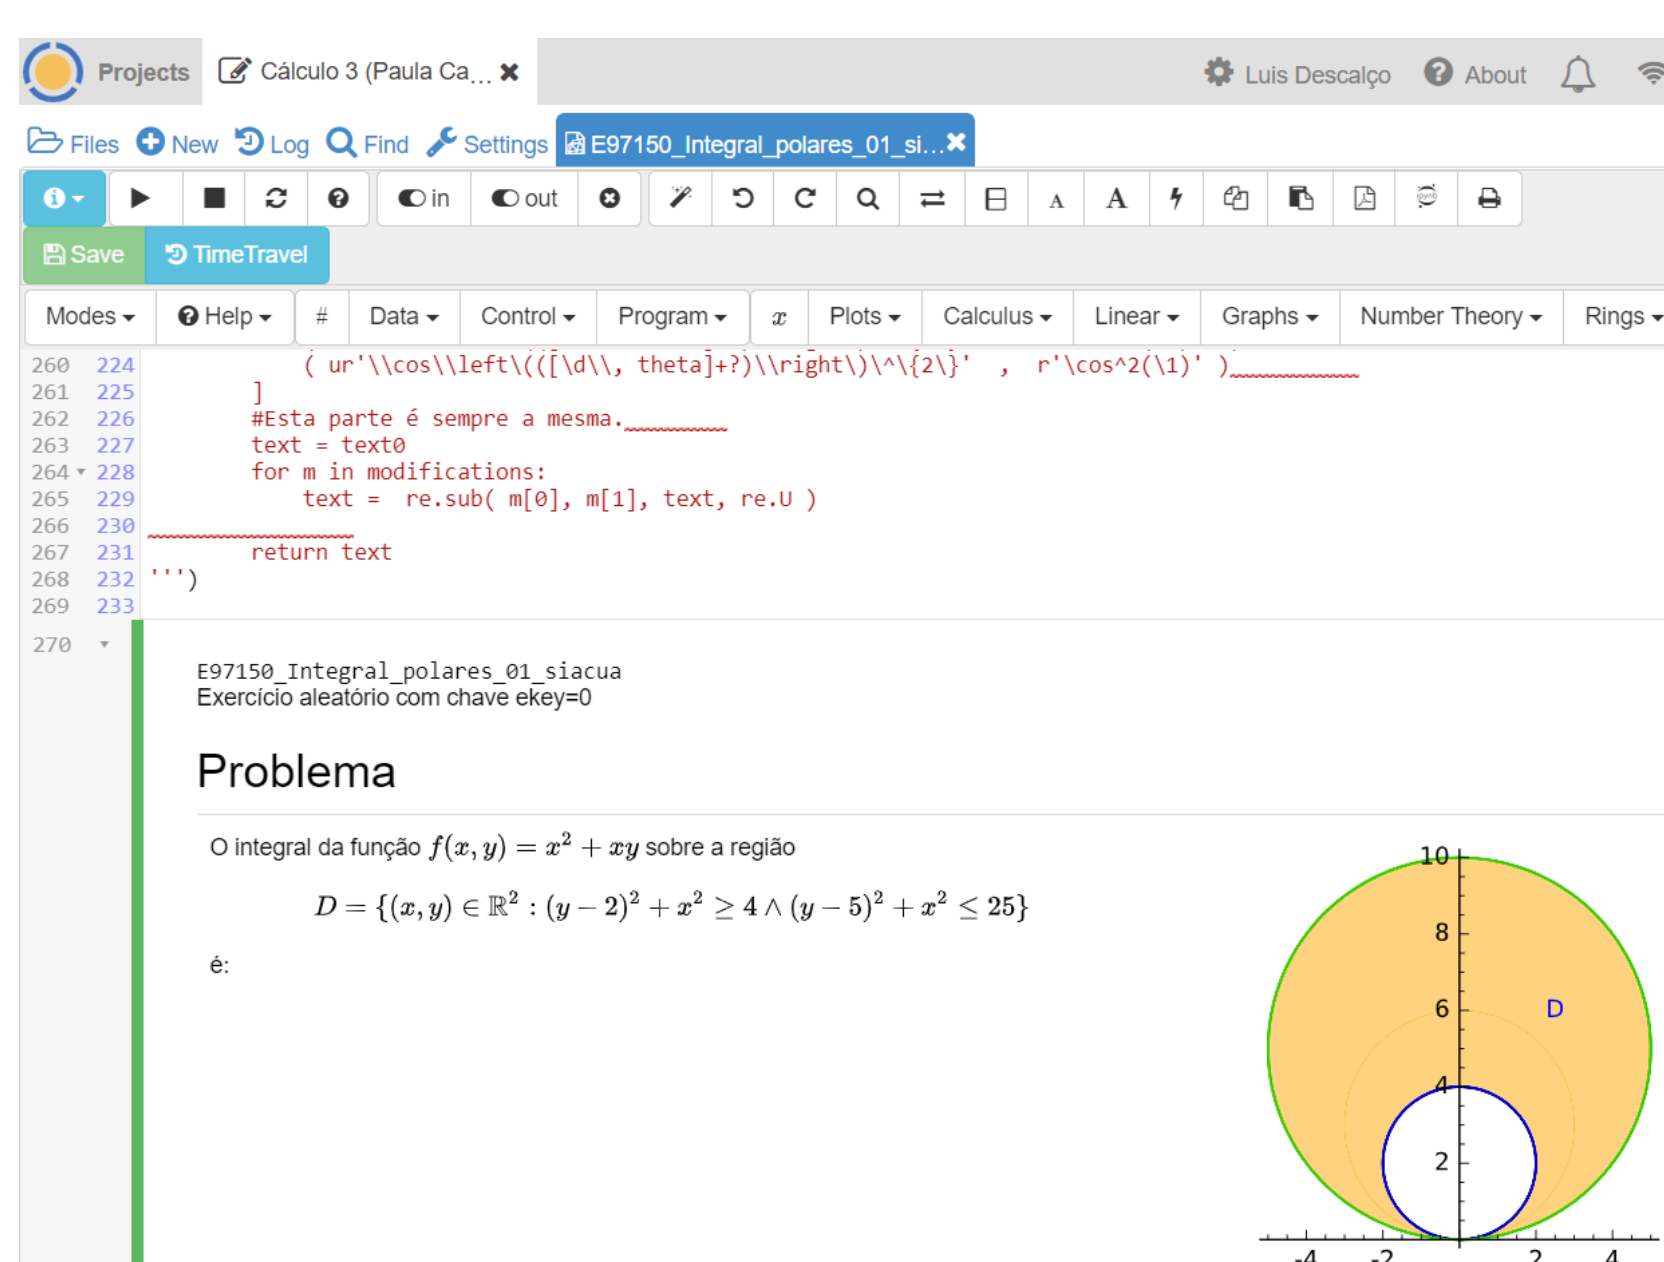 Projects Cálculo 3 (Paula Ca... Luis Descalço About
Files New Log Find Settings E97150_Integral_polares_01_si...
in out A A
Save TimeTravel
Modes Help # Data Control Program x Plots Calculus Linear Graphs Number Theory Rings
260 224 ( ur'\\cos\\left\(([\d\\, theta]+?)\\right\)\^\{2\}' , r'\cos^2(\1)' )
261 225 ]
262 226 #Esta parte é sempre a mesma.
263 227 text = text0
264 228 for m in modifications:
265 229 text = re.sub( m[0], m[1], text, re.U )
266 230
267 231 return text
268 232 ''')
269 233
270
E97150_Integral_polares_01_siacua
Exercício aleatório com chave ekey=0
Problema
O integral da função f(x, y) = x² + xy sobre a região
D = {(x, y) ∈ ℝ² : (y − 2)² + x² ≥ 4 ∧ (y − 5)² + x² ≤ 25}
é:
10
8
6 D
4
2
-4 -2 2 4